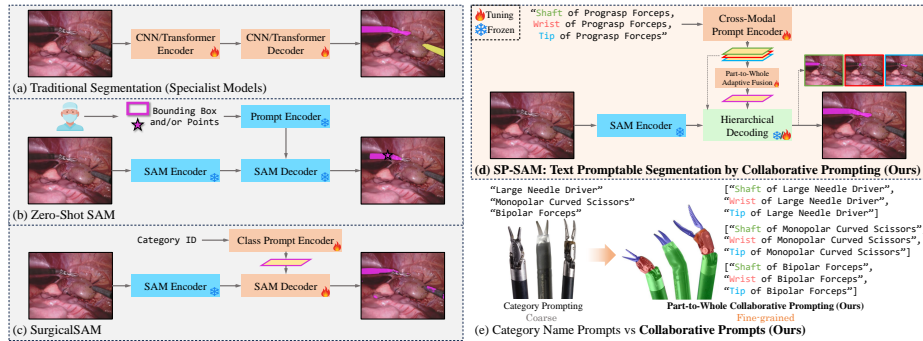 CNN/Transformer
Encoder
CNN/Transformer
Decoder
(a) Traditional Segmentation (Specialist Models)
Bounding Box
and/or Points
Prompt Encoder
SAM Encoder
SAM Decoder
(b) Zero-Shot SAM
Category ID
Class Prompt Encoder
SAM Encoder
SAM Decoder
(c) SurgicalSAM
Tuning
Frozen
“Shaft of Prograsp Forceps,
Wrist of Prograsp Forceps,
Tip of Prograsp Forceps”
Cross-Modal
Prompt Encoder
Part-to-Whole
Adaptive Fusion
SAM Encoder
Hierarchical
Decoding
(d) SP-SAM: Text Promptable Segmentation by Collaborative Prompting (Ours)
“Large Needle Driver”
“Monopolar Curved Scissors”
“Bipolar Forceps”
Category Prompting
Coarse
[“Shaft of Large Needle Driver”,
“Wrist of Large Needle Driver”,
“Tip of Large Needle Driver”]
[“Shaft of Monopolar Curved Scissors”,
“Wrist of Monopolar Curved Scissors”,
“Tip of Monopolar Curved Scissors”]
[“Shaft of Bipolar Forceps”,
“Wrist of Bipolar Forceps”,
“Tip of Bipolar Forceps”]
Part-to-Whole Collaborative Prompting (Ours)
Fine-grained
(e) Category Name Prompts vs Collaborative Prompts (Ours)